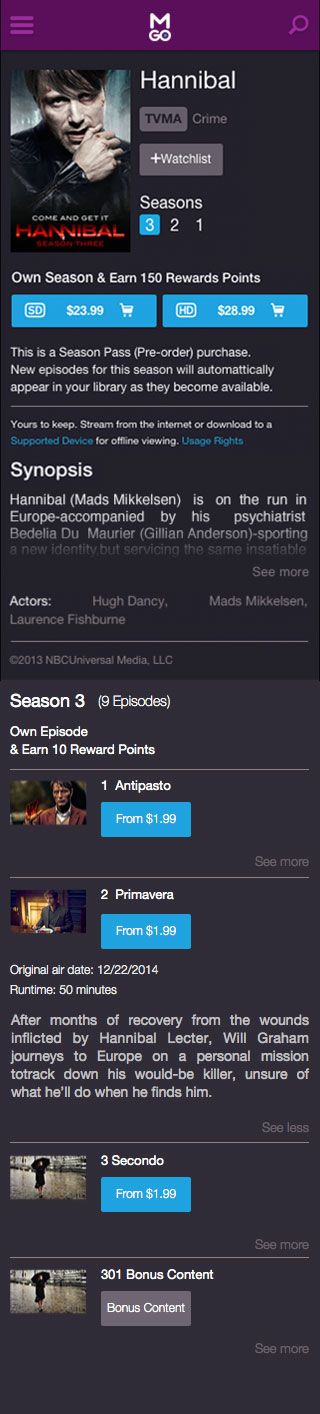 M
GO
Hannibal
TVMA Crime
+Watchlist
Seasons
3 2 1
COME AND GET IT
HANNIBAL
SEASON THREE
Own Season & Earn 150 Rewards Points
SD $23.99
HD $28.99
This is a Season Pass (Pre-order) purchase.
New episodes for this season will automattically
appear in your library as they become available.
Yours to keep. Stream from the internet or download to a
Supported Device for offline viewing. Usage Rights
Synopsis
Hannibal (Mads Mikkelsen) is on the run in
Europe-accompanied by his psychiatrist
Bedelia Du Maurier (Gillian Anderson)-sporting
a new identity,but servicing the same insatiable
See more
Actors: Hugh Dancy, Mads Mikkelsen,
Laurence Fishburne
©2013 NBCUniversal Media, LLC
Season 3 (9 Episodes)
Own Episode
& Earn 10 Reward Points
1 Antipasto
From $1.99
See more
2 Primavera
From $1.99
Original air date: 12/22/2014
Runtime: 50 minutes
After months of recovery from the wounds
inflicted by Hannibal Lecter, Will Graham
journeys to Europe on a personal mission
totrack down his would-be killer, unsure of
what he'll do when he finds him.
See less
3 Secondo
From $1.99
See more
301 Bonus Content
Bonus Content
See more